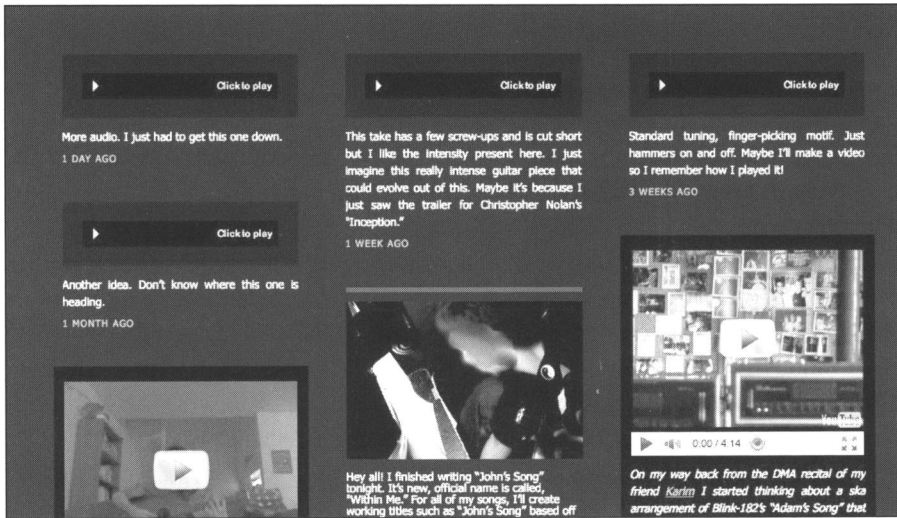 Click to play
More audio. I just had to get this one down.
1 DAY AGO
Click to play
Another idea. Don't know where this one is
heading.
1 MONTH AGO
Click to play
This take has a few screw-ups and is cut short
but I like the intensity present here. I just
imagine this really intense guitar piece that
could evolve out of this. Maybe it's because I
just saw the trailer for Christopher Nolan's
"Inception."
1 WEEK AGO
Hey all! I finished writing "John's Song"
tonight. It's new, official name is called,
"Within Me." For all of my songs, I'll create
working titles such as "John's Song" based off
Click to play
Standard tuning, finger-picking motif. Just
hammers on and off. Maybe I'll make a video
so I remember how I played it!
3 WEEKS AGO
YouTube
0:00 / 4:14
On my way back from the DMA recital of my
friend Karim I started thinking about a ska
arrangement of Blink-182's "Adam's Song" that